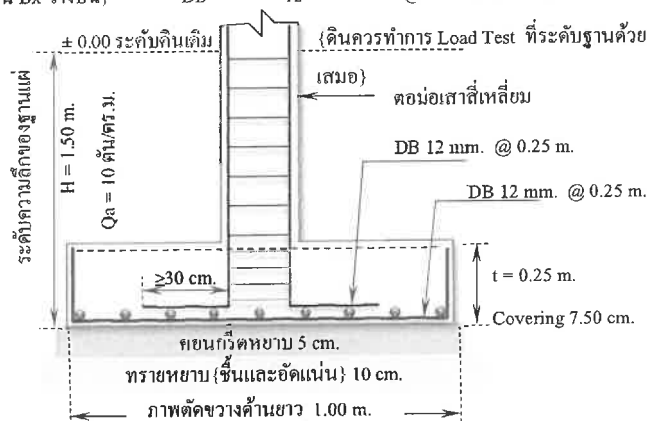 ± 0.00 ระดับดินเดิม
{ดินควรทำการ Load Test ที่ระดับฐานด้วย
เสมอ}
ตอม่อเสาสี่เหลี่ยม
ระดับความลึกของฐานแผ่
H = 1.50 m.
Qa = 10 ตัน/ตร.ม.
DB 12 mm. @ 0.25 m.
DB 12 mm. @ 0.25 m.
≥30 cm.
t = 0.25 m.
Covering 7.50 cm.
คอนกรีตหยาบ 5 cm.
ทรายหยาบ{ชื้นและอัดแน่น} 10 cm.
ภาพตัดขวางด้านยาว 1.00 m.